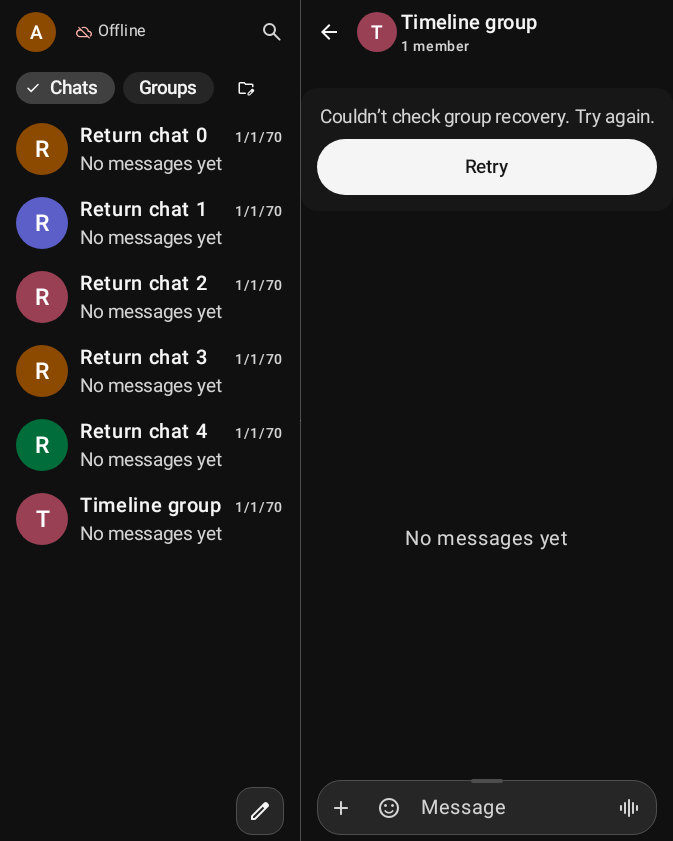 A
Offline
Chats
Groups
R
Return chat 0
1/1/70
No messages yet
R
Return chat 1
1/1/70
No messages yet
R
Return chat 2
1/1/70
No messages yet
R
Return chat 3
1/1/70
No messages yet
R
Return chat 4
1/1/70
No messages yet
T
Timeline group
1/1/70
No messages yet
T
Timeline group
1 member
Couldn’t check group recovery. Try again.
Retry
No messages yet
Message